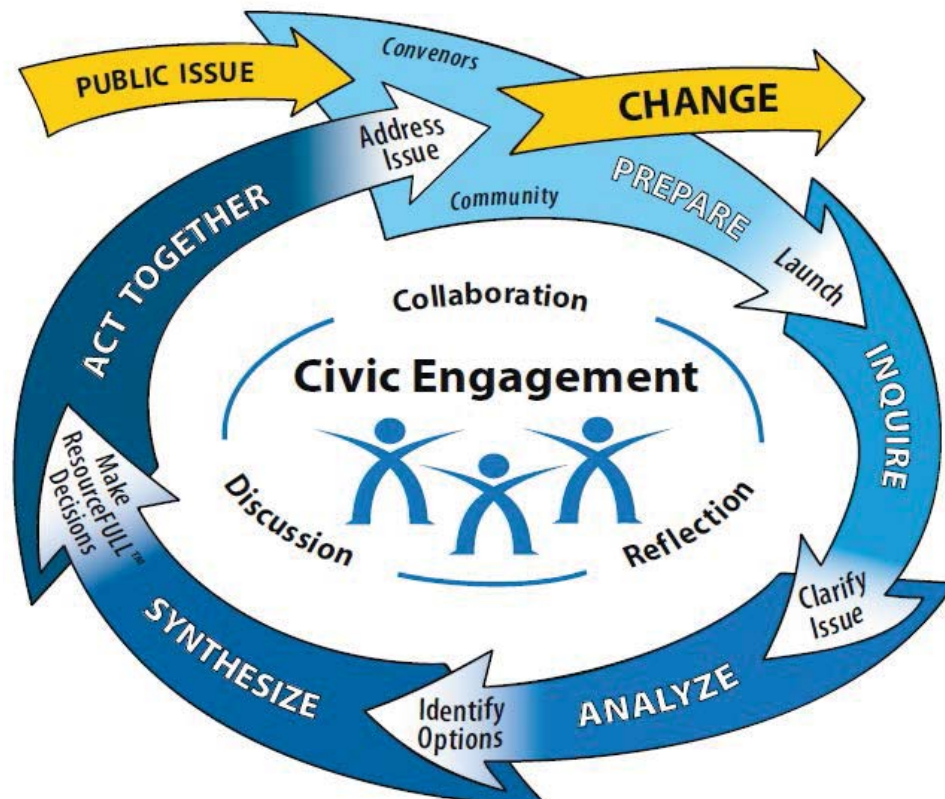 PUBLIC ISSUE
Convenors
CHANGE
Address
Issue
Community
PREPARE
Launch
INQUIRE
Clarify
Issue
ANALYZE
Identify
Options
SYNTHESIZE
Make
ResourceFULL™
Decisions
ACT TOGETHER
Collaboration
Civic Engagement
Discussion
Reflection